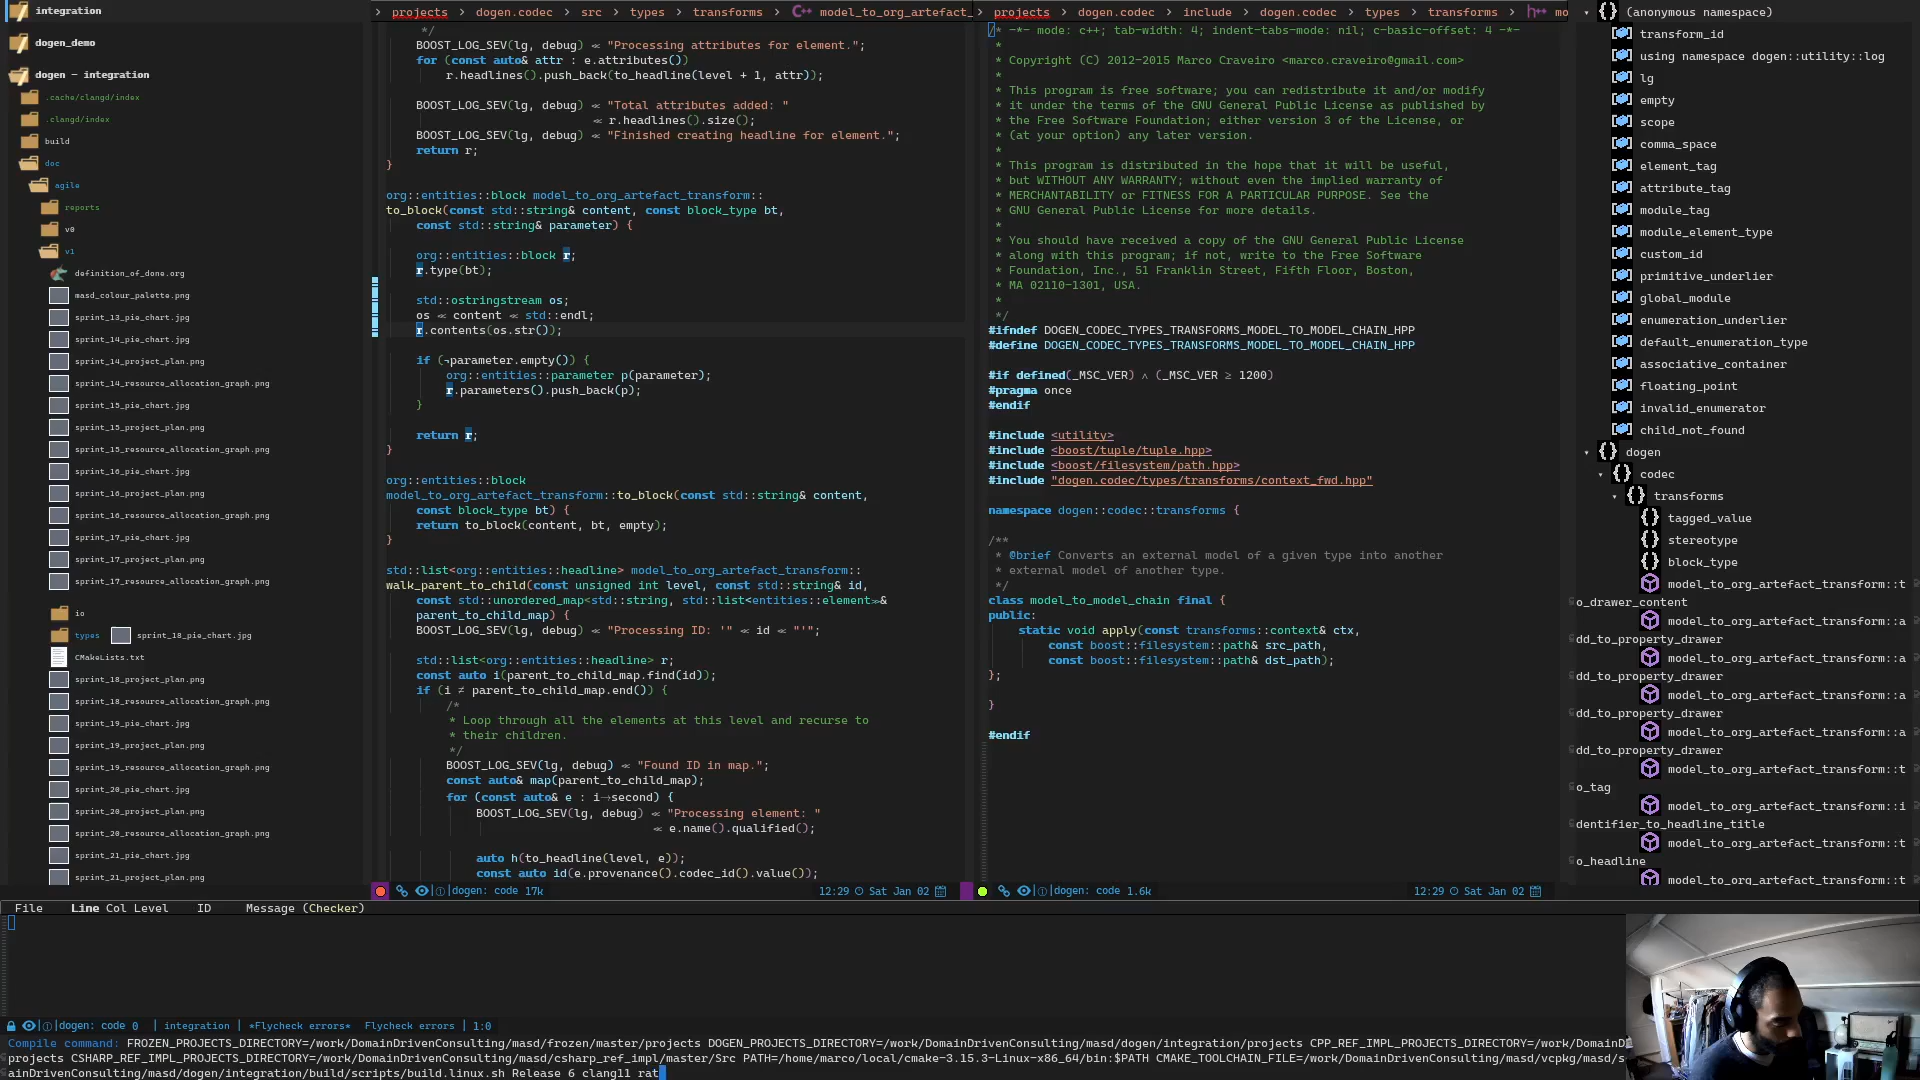 integration
dogen_demo
dogen – integration
.cache/clangd/index
.clangd/index
build
doc
agile
reports
v0
v1
definition_of_done.org
masd_colour_palette.png
sprint_13_pie_chart.jpg
sprint_14_pie_chart.jpg
sprint_14_project_plan.png
sprint_14_resource_allocation_graph.png
sprint_15_pie_chart.jpg
sprint_15_project_plan.png
sprint_15_resource_allocation_graph.png
sprint_16_pie_chart.jpg
sprint_16_project_plan.png
sprint_16_resource_allocation_graph.png
sprint_17_pie_chart.jpg
sprint_17_project_plan.png
sprint_17_resource_allocation_graph.png
io
types sprint_18_pie_chart.jpg
CMakeLists.txt
sprint_18_project_plan.png
sprint_18_resource_allocation_graph.png
sprint_19_pie_chart.jpg
sprint_19_project_plan.png
sprint_19_resource_allocation_graph.png
sprint_20_pie_chart.jpg
sprint_20_project_plan.png
sprint_20_resource_allocation_graph.png
sprint_21_pie_chart.jpg
sprint_21_project_plan.png
> projects > dogen.codec > src > types > transforms > C++ model_to_org_artefact_
*/
BOOST_LOG_SEV(lg, debug) ≪ "Processing attributes for element.";
for (const auto& attr : e.attributes())
r.headlines().push_back(to_headline(level + 1, attr));
BOOST_LOG_SEV(lg, debug) ≪ "Total attributes added: "
≪ r.headlines().size();
BOOST_LOG_SEV(lg, debug) ≪ "Finished creating headline for element.";
return r;
}
org::entities::block model_to_org_artefact_transform::
to_block(const std::string& content, const block_type bt,
const std::string& parameter) {
org::entities::block r;
r.type(bt);
std::ostringstream os;
os ≪ content ≪ std::endl;
r.contents(os.str());
if (¬parameter.empty()) {
org::entities::parameter p(parameter);
r.parameters().push_back(p);
}
return r;
}
org::entities::block
model_to_org_artefact_transform::to_block(const std::string& content,
const block_type bt) {
return to_block(content, bt, empty);
}
std::list<org::entities::headline> model_to_org_artefact_transform::
walk_parent_to_child(const unsigned int level, const std::string& id,
const std::unordered_map<std::string, std::list<entities::element≫&
parent_to_child_map) {
BOOST_LOG_SEV(lg, debug) ≪ "Processing ID: '" ≪ id ≪ "'";
std::list<org::entities::headline> r;
const auto i(parent_to_child_map.find(id));
if (i ≠ parent_to_child_map.end()) {
/*
* Loop through all the elements at this level and recurse to
* their children.
*/
BOOST_LOG_SEV(lg, debug) ≪ "Found ID in map.";
const auto& map(parent_to_child_map);
for (const auto& e : i→second) {
BOOST_LOG_SEV(lg, debug) ≪ "Processing element: "
≪ e.name().qualified();
auto h(to_headline(level, e));
const auto id(e.provenance().codec_id().value());
dogen: code 17k 12:29 Sat Jan 02
> projects > dogen.codec > include > dogen.codec > types > transforms > h++ mo
/* -*- mode: c++; tab-width: 4; indent-tabs-mode: nil; c-basic-offset: 4 -*-
*
* Copyright (C) 2012-2015 Marco Craveiro <marco.craveiro@gmail.com>
*
* This program is free software; you can redistribute it and/or modify
* it under the terms of the GNU General Public License as published by
* the Free Software Foundation; either version 3 of the License, or
* (at your option) any later version.
*
* This program is distributed in the hope that it will be useful,
* but WITHOUT ANY WARRANTY; without even the implied warranty of
* MERCHANTABILITY or FITNESS FOR A PARTICULAR PURPOSE. See the
* GNU General Public License for more details.
*
* You should have received a copy of the GNU General Public License
* along with this program; if not, write to the Free Software
* Foundation, Inc., 51 Franklin Street, Fifth Floor, Boston,
* MA 02110-1301, USA.
*
*/
#ifndef DOGEN_CODEC_TYPES_TRANSFORMS_MODEL_TO_MODEL_CHAIN_HPP
#define DOGEN_CODEC_TYPES_TRANSFORMS_MODEL_TO_MODEL_CHAIN_HPP
#if defined(_MSC_VER) ∧ (_MSC_VER ≥ 1200)
#pragma once
#endif
#include <utility>
#include <boost/tuple/tuple.hpp>
#include <boost/filesystem/path.hpp>
#include "dogen.codec/types/transforms/context_fwd.hpp"
namespace dogen::codec::transforms {
/**
* @brief Converts an external model of a given type into another
* external model of another type.
*/
class model_to_model_chain final {
public:
static void apply(const transforms::context& ctx,
const boost::filesystem::path& src_path,
const boost::filesystem::path& dst_path);
};
}
#endif
dogen: code 1.6k 12:29 Sat Jan 02
{} (anonymous namespace)
transform_id
using namespace dogen::utility::log
lg
empty
scope
comma_space
element_tag
attribute_tag
module_tag
module_element_type
custom_id
primitive_underlier
global_module
enumeration_underlier
default_enumeration_type
associative_container
floating_point
invalid_enumerator
child_not_found
{} dogen
{} codec
{} transforms
{} tagged_value
{} stereotype
{} block_type
model_to_org_artefact_transform::t
o_drawer_content
model_to_org_artefact_transform::a
dd_to_property_drawer
model_to_org_artefact_transform::a
dd_to_property_drawer
model_to_org_artefact_transform::a
dd_to_property_drawer
model_to_org_artefact_transform::a
dd_to_property_drawer
model_to_org_artefact_transform::t
o_tag
model_to_org_artefact_transform::i
dentifier_to_headline_title
model_to_org_artefact_transform::t
o_headline
model_to_org_artefact_transform::t
File Line Col Level ID Message (Checker)
dogen: code 0 | integration | *Flycheck errors* Flycheck errors | 1:0
Compile command: FROZEN_PROJECTS_DIRECTORY=/work/DomainDrivenConsulting/masd/frozen/master/projects DOGEN_PROJECTS_DIRECTORY=/work/DomainDrivenConsulting/masd/dogen/integration/projects CPP_REF_IMPL_PROJECTS_DIRECTORY=/work/DomainD
projects CSHARP_REF_IMPL_PROJECTS_DIRECTORY=/work/DomainDrivenConsulting/masd/csharp_ref_impl/master/Src PATH=/home/marco/local/cmake-3.15.3-Linux-x86_64/bin:$PATH CMAKE_TOOLCHAIN_FILE=/work/DomainDrivenConsulting/masd/vcpkg/masd/s
ainDrivenConsulting/masd/dogen/integration/build/scripts/build.linux.sh Release 6 clang11 rat